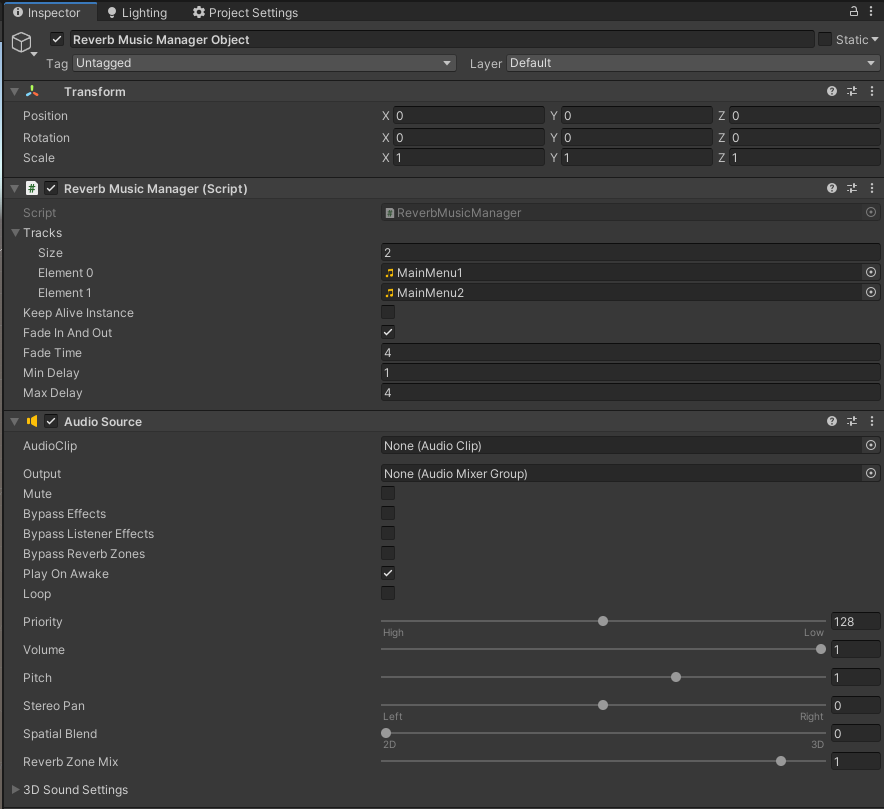 Inspector Lighting Project Settings
Reverb Music Manager Object Static
Tag Untagged Layer Default
Transform
Position X 0 Y 0 Z 0
Rotation X 0 Y 0 Z 0
Scale X 1 Y 1 Z 1
# Reverb Music Manager (Script)
Script # ReverbMusicManager
Tracks
Size 2
Element 0 MainMenu1
Element 1 MainMenu2
Keep Alive Instance
Fade In And Out
Fade Time 4
Min Delay 1
Max Delay 4
Audio Source
AudioClip None (Audio Clip)
Output None (Audio Mixer Group)
Mute
Bypass Effects
Bypass Listener Effects
Bypass Reverb Zones
Play On Awake
Loop
Priority 128
High Low
Volume 1
Pitch 1
Stereo Pan 0
Left Right
Spatial Blend 0
2D 3D
Reverb Zone Mix 1
3D Sound Settings